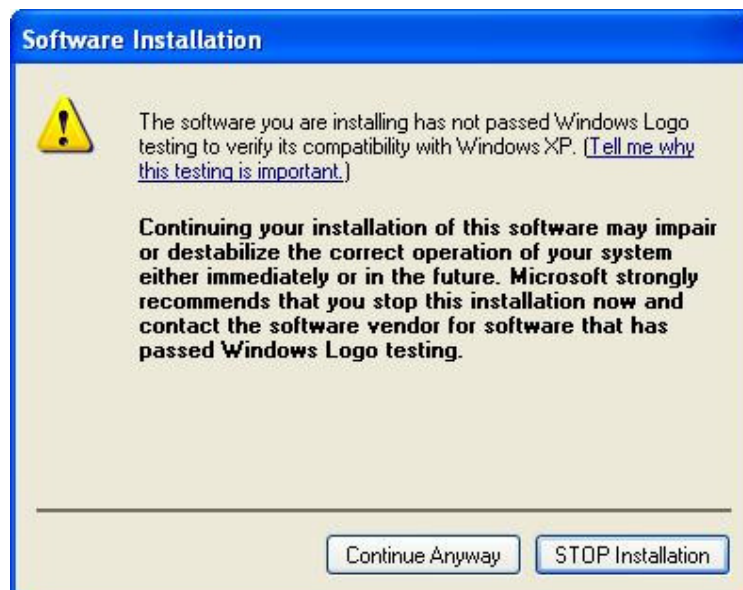 Software Installation
The software you are installing has not passed Windows Logo
testing to verify its compatibility with Windows XP. (Tell me why
this testing is important.)
Continuing your installation of this software may impair
or destabilize the correct operation of your system
either immediately or in the future. Microsoft strongly
recommends that you stop this installation now and
contact the software vendor for software that has
passed Windows Logo testing.
Continue Anyway STOP Installation